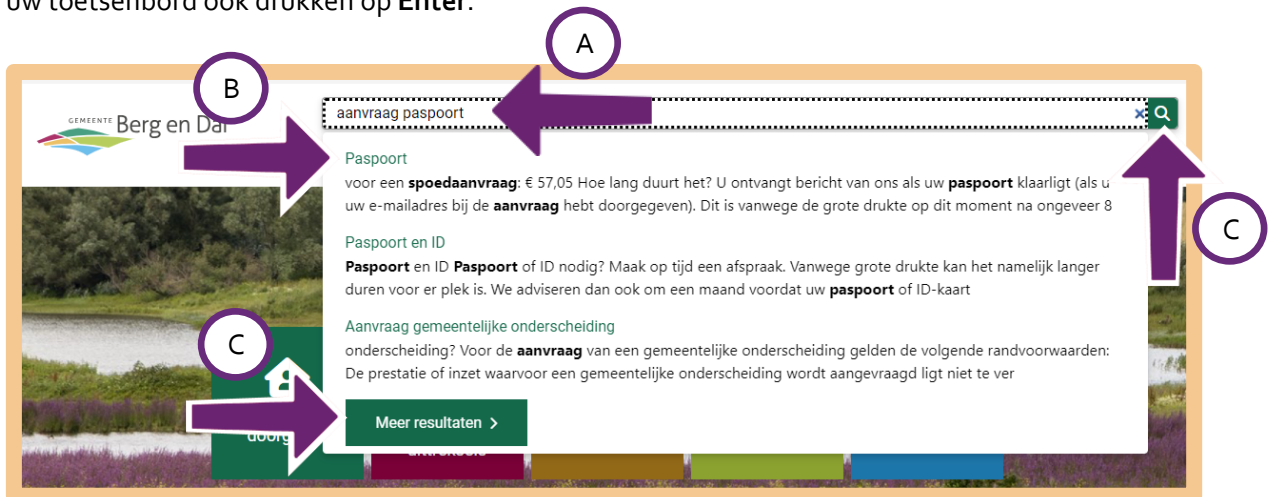 uw toetsenbord ook drukken op Enter.
A
B
GEMEENTE Berg en Dal
aanvraag paspoort
×
Paspoort
voor een spoedaanvraag: € 57,05 Hoe lang duurt het? U ontvangt bericht van ons als uw paspoort klaarligt (als u
uw e-mailadres bij de aanvraag hebt doorgegeven). Dit is vanwege de grote drukte op dit moment na ongeveer 8
C
Paspoort en ID
Paspoort en ID Paspoort of ID nodig? Maak op tijd een afspraak. Vanwege grote drukte kan het namelijk langer
duren voor er plek is. We adviseren dan ook om een maand voordat uw paspoort of ID-kaart
Aanvraag gemeentelijke onderscheiding
onderscheiding? Voor de aanvraag van een gemeentelijke onderscheiding gelden de volgende randvoorwaarden:
De prestatie of inzet waarvoor een gemeentelijke onderscheiding wordt aangevraagd ligt niet te ver
C
Meer resultaten >